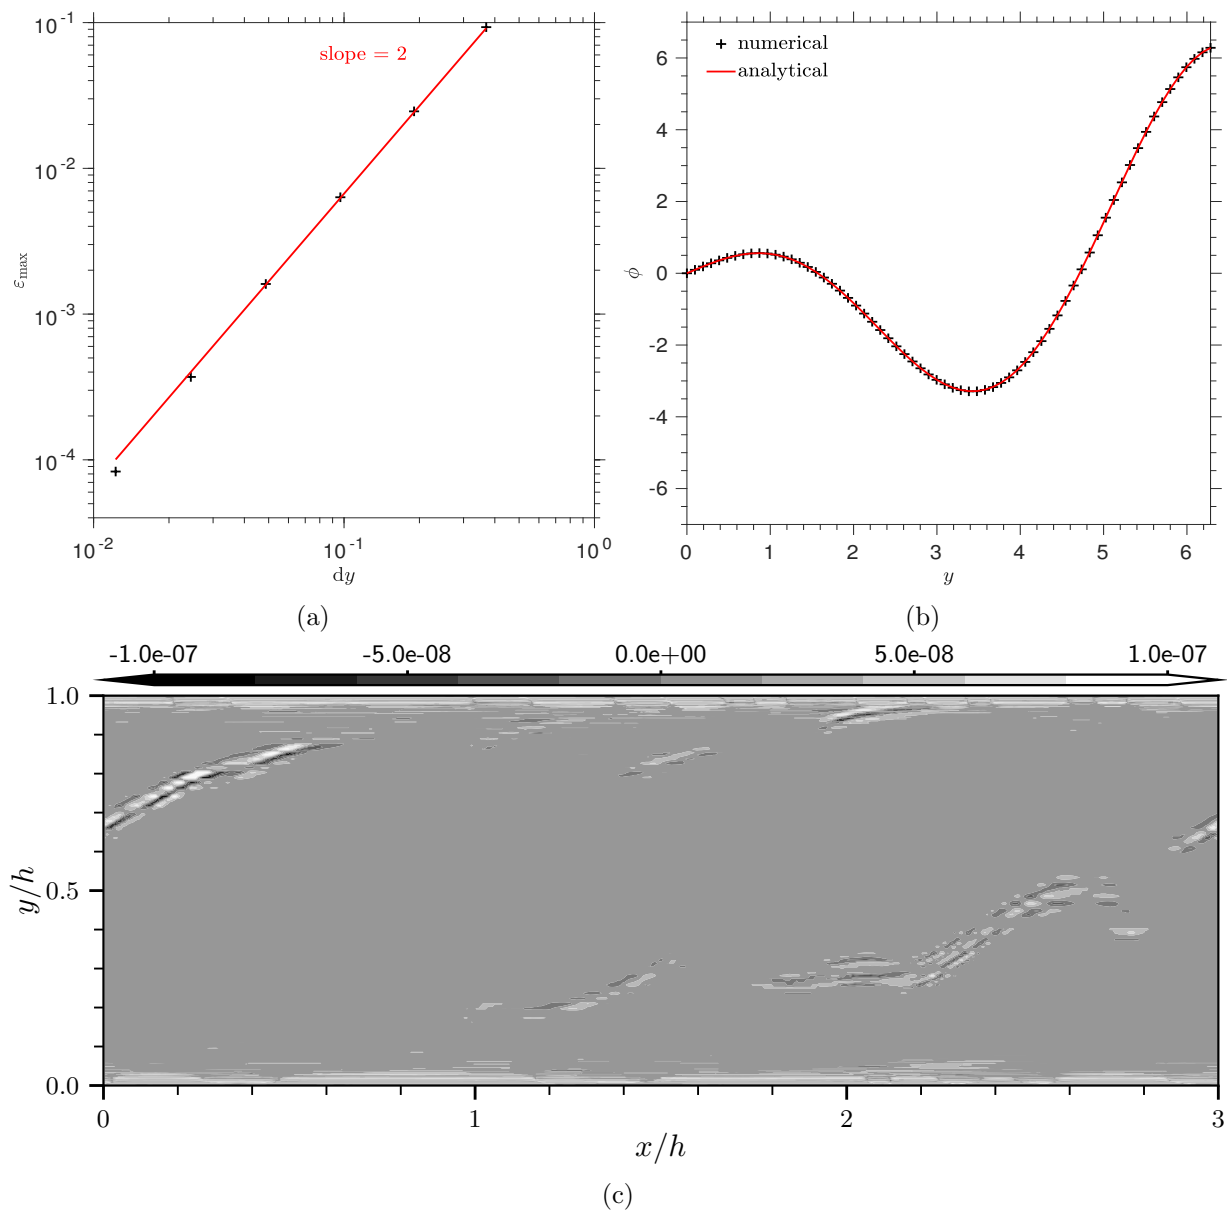 10^-1
slope = 2
10^-2
ε_max
10^-3
10^-4
10^-2 10^-1 10^0
dy
(a)
numerical
analytical
6
4
2
0
ϕ
-2
-4
-6
0 1 2 3 4 5 6
y
(b)
-1.0e-07 -5.0e-08 0.0e+00 5.0e-08 1.0e-07
1.0
y/h
0.5
0.0
0 1 2 3
x/h
(c)